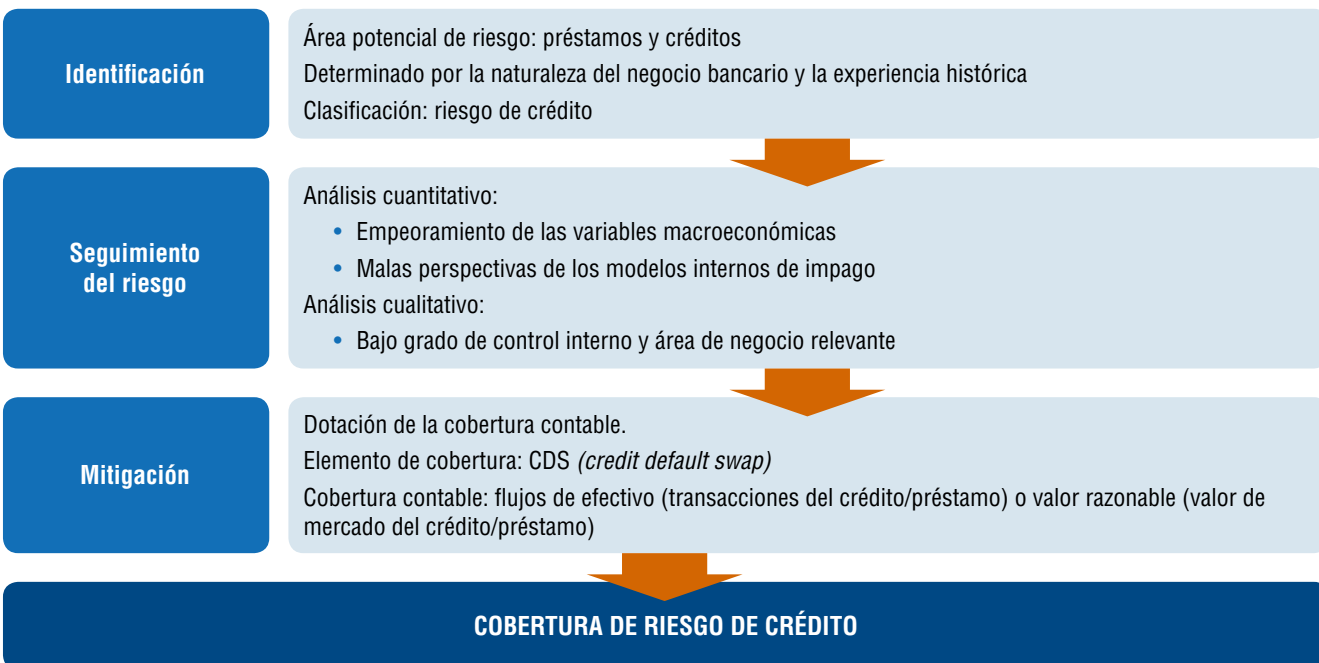 Identificación
Área potencial de riesgo: préstamos y créditos
Determinado por la naturaleza del negocio bancario y la experiencia histórica
Clasificación: riesgo de crédito
Seguimiento
del riesgo
Análisis cuantitativo:
• Empeoramiento de las variables macroeconómicas
• Malas perspectivas de los modelos internos de impago
Análisis cualitativo:
• Bajo grado de control interno y área de negocio relevante
Mitigación
Dotación de la cobertura contable.
Elemento de cobertura: CDS (credit default swap)
Cobertura contable: flujos de efectivo (transacciones del crédito/préstamo) o valor razonable (valor de
mercado del crédito/préstamo)
COBERTURA DE RIESGO DE CRÉDITO